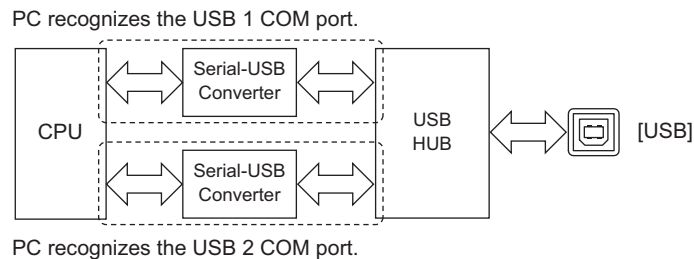 PC recognizes the USB 1 COM port.
Serial-USB
Converter
CPU
USB
HUB
[USB]
Serial-USB
Converter
PC recognizes the USB 2 COM port.